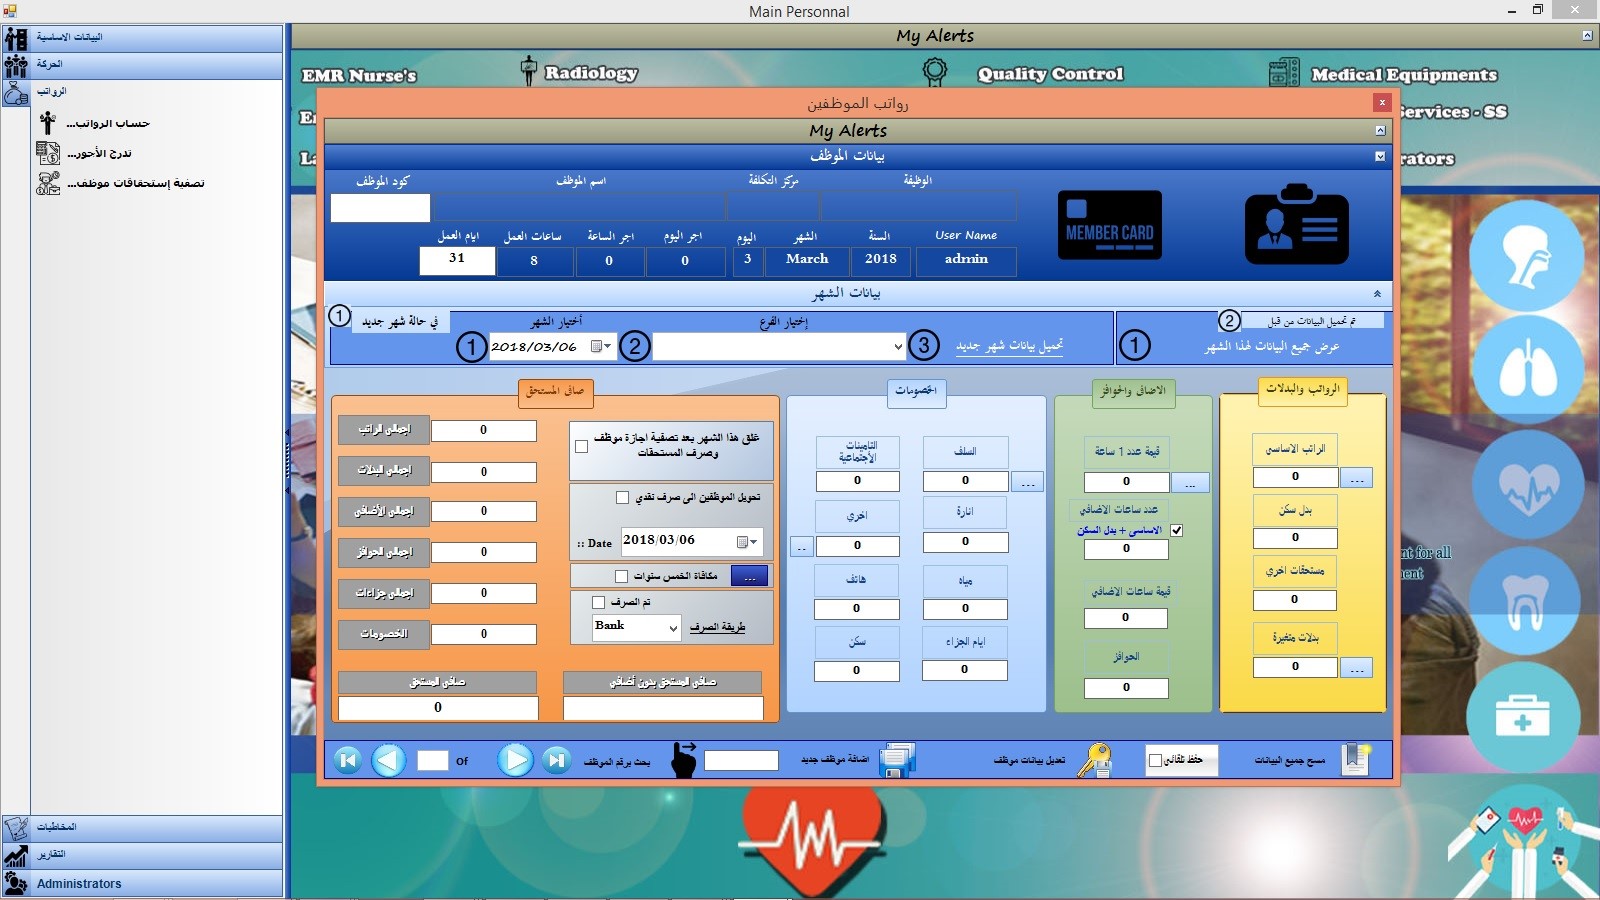 Main Personnal
البيانات الاساسية
الحركة
الرواتب
حساب الرواتب...
تدرج الأجور...
تصفية إستحقاقات موظف...
المخاطبات
التقارير
Administrators
My Alerts
EMR Nurse's
Radiology
Quality Control
Medical Equipments
Services - SS
رواتب الموظفين
My Alerts
بيانات الموظف
كود الموظف
اسم الموظف
مركز التكلفة
الوظيفة
ايام العمل
ساعات العمل
اجر الساعة
اجر اليوم
اليوم
الشهر
السنة
User Name
31
8
0
0
3
March
2018
admin
MEMBER CARD
بيانات الشهر
1
في حالة شهر جديد
أختيار الشهر
إختيار الفرع
2
تم تحميل البيانات من قبل
1
2018/03/06
2
3
تحميل بيانات شهر جديد
1
عرض جميع البيانات لهذا الشهر
الرواتب والبدلات
الراتب الاساسى
0
...
بدل سكن
0
مستحقات اخري
0
بدلات متغيرة
0
...
الاضافى والحوافز
قيمة عدد 1 ساعة
0
...
عدد ساعات الاضافي
الاساسى + بدل السكن
0
قيمة ساعات الاضافي
0
الحوافز
0
الخصومات
السلف
0
...
التامينات الأجتماعية
0
انارة
0
اخري
0
..
مياه
0
هاتف
0
ايام الجزاء
0
سكن
0
صافى المستحق
اجمالى الراتب
0
اجمالى البدلات
0
اجمالى الأضافى
0
اجمالى الحوافز
0
اجمالى جزاءات
0
الخصومات
0
غلق هذا الشهر بعد تصفية اجازة موظف
وصرف المستحقات
تحويل الموظفين الى صرف نقدي
:: Date
2018/03/06
مكافاة الخمس سنوات
...
تم الصرف
Bank
طريقة الصرف
صافى المستحق
0
صافى المستحق بدون أضافي
Of
بحث برقم الموظف
اضافة موظف جديد
تعديل بيانات موظف
حفظ تلقائى
مسح جميع البيانات